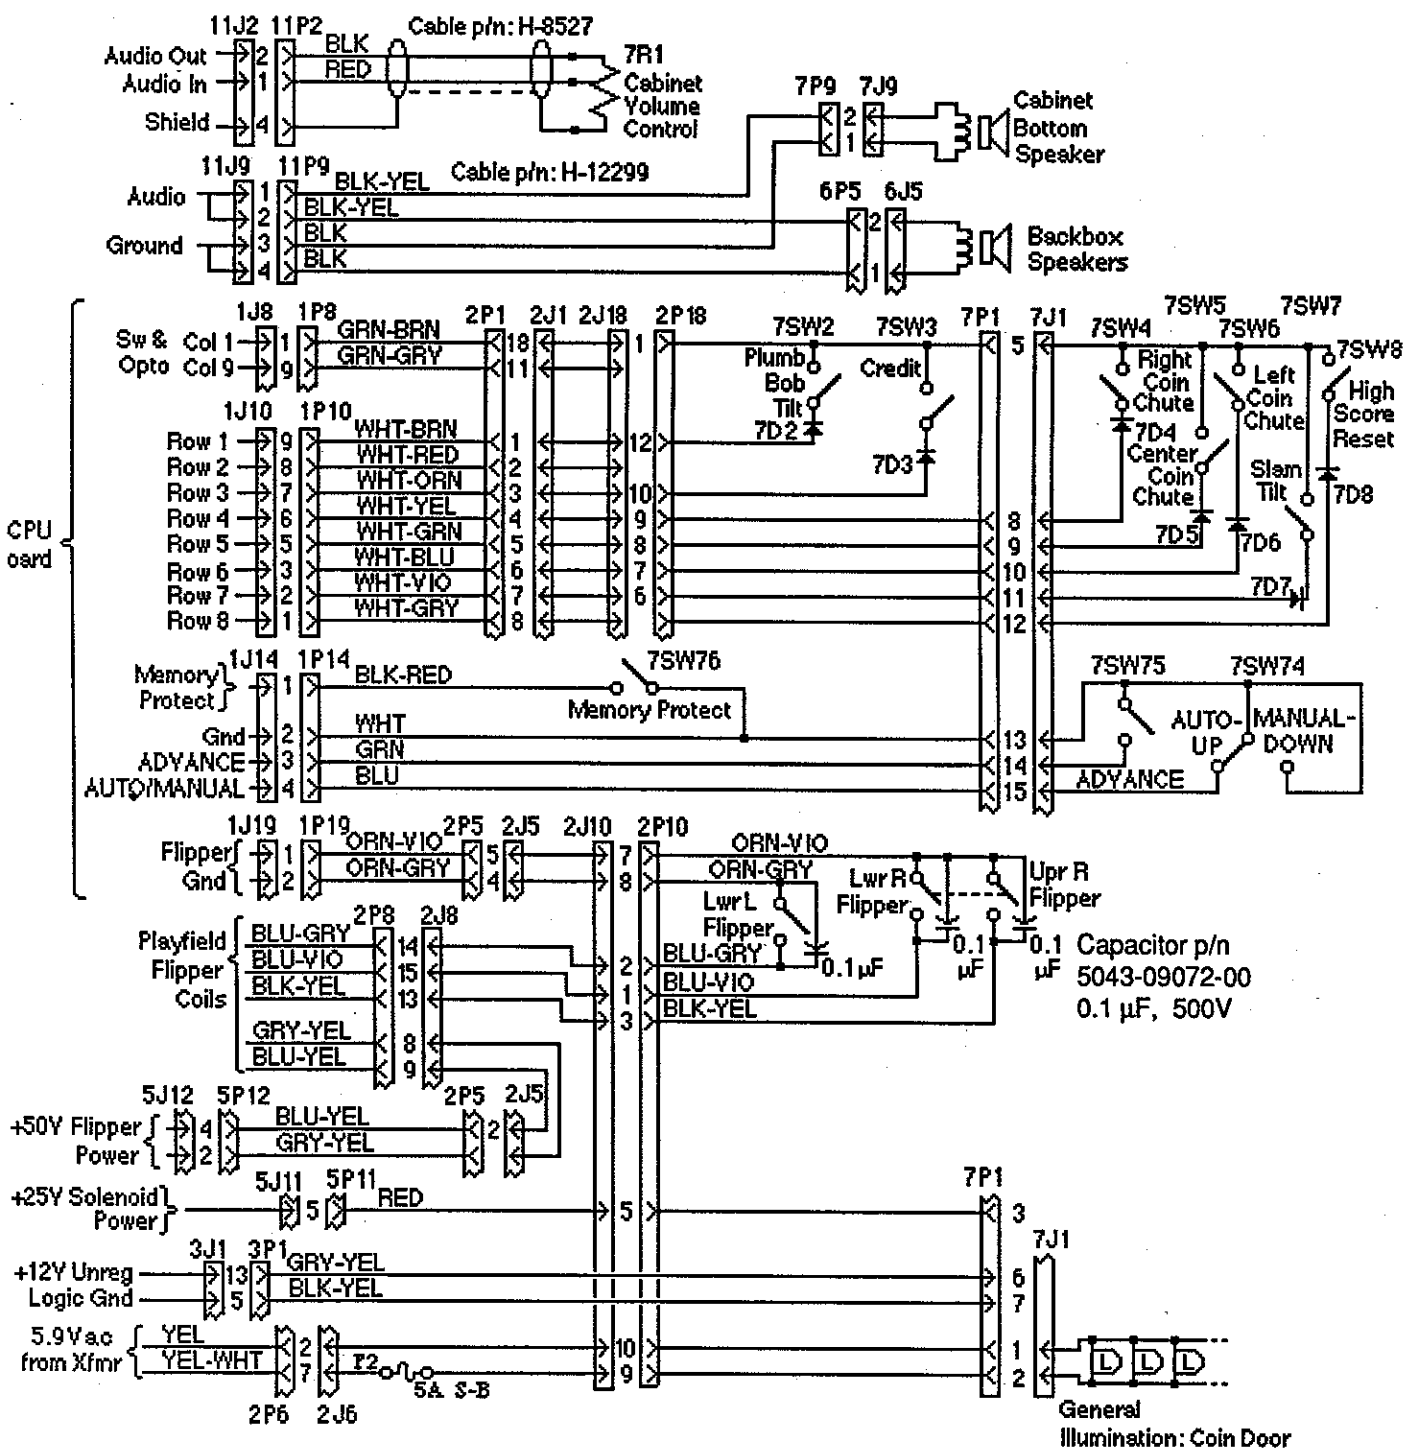 11J2 11P2 Cable p/n: H-8527
Audio Out 2 BLK
Audio In 1 RED
Shield 4
7R1
Cabinet
Volume
Control
7P9 7J9
2
1
Cabinet
Bottom
Speaker
11J9 11P9 Cable p/n: H-12299
Audio 1 BLK-YEL
2 BLK-YEL
Ground 3 BLK
4 BLK
6P5 6J5
2
1
Backbox
Speakers
CPU
oard
1J8 1P8 2P1 2J1 2J18 2P18
Sw & Col 1 1 GRN-BRN 18 1
Opto Col 9 9 GRN-GRY 11
1J10 1P10
Row 1 9 WHT-BRN 1 12
Row 2 8 WHT-RED 2
Row 3 7 WHT-ORN 3 10
Row 4 6 WHT-YEL 4 9
Row 5 5 WHT-GRN 5 8
Row 6 3 WHT-BLU 6 7
Row 7 2 WHT-VIO 7 6
Row 8 1 WHT-GRY 8
7SW2
Plumb
Bob
Tilt
7D2
7SW3
Credit
7D3
7P1 7J1
5
8
9
10
11
12
13
14
15
7SW4
Right
Coin
Chute
7D4
7SW5
Center
Coin
Chute
7D5
7SW6
Left
Coin
Chute
7D6
7SW7
Slam
Tilt
7D7
7SW8
High
Score
Reset
7D8
1J14 1P14
Memory
Protect
1 BLK-RED
7SW76
Memory Protect
Gnd 2 WHT
ADVANCE 3 GRN
AUTO/MANUAL 4 BLU
7SW75 7SW74
AUTO-
UP
MANUAL-
DOWN
ADVANCE
1J19 1P19 2P5 2J5 2J10 2P10
Flipper
Gnd
1 ORN-VIO 5 7 ORN-VIO
2 ORN-GRY 4 8 ORN-GRY
Lwr L
Flipper
0.1 µF
Lwr R
Flipper
0.1
µF
Upr R
Flipper
0.1
µF
Capacitor p/n
5043-09072-00
0.1 µF, 500V
2P8 2J8
Playfield
Flipper
Coils
BLU-GRY 14 2 BLU-GRY
BLU-VIO 15 1 BLU-VIO
BLK-YEL 13 3 BLK-YEL
GRY-YEL 8
BLU-YEL 9
5J12 5P12 2P5 2J5
+50V Flipper
Power
4 BLU-YEL 2
2 GRY-YEL
5J11 5P11
+25V Solenoid
Power
5 RED 5
7P1
3
3J1 3P1
+12V Unreg 13 GRY-YEL 6
Logic Gnd 5 BLK-YEL 7
7J1
5.9Vac
from Xfmr
YEL 2 10 1
YEL-WHT 7 F2 5A S-B 9 2
2P6 2J6
L L L
General
Illumination: Coin Door